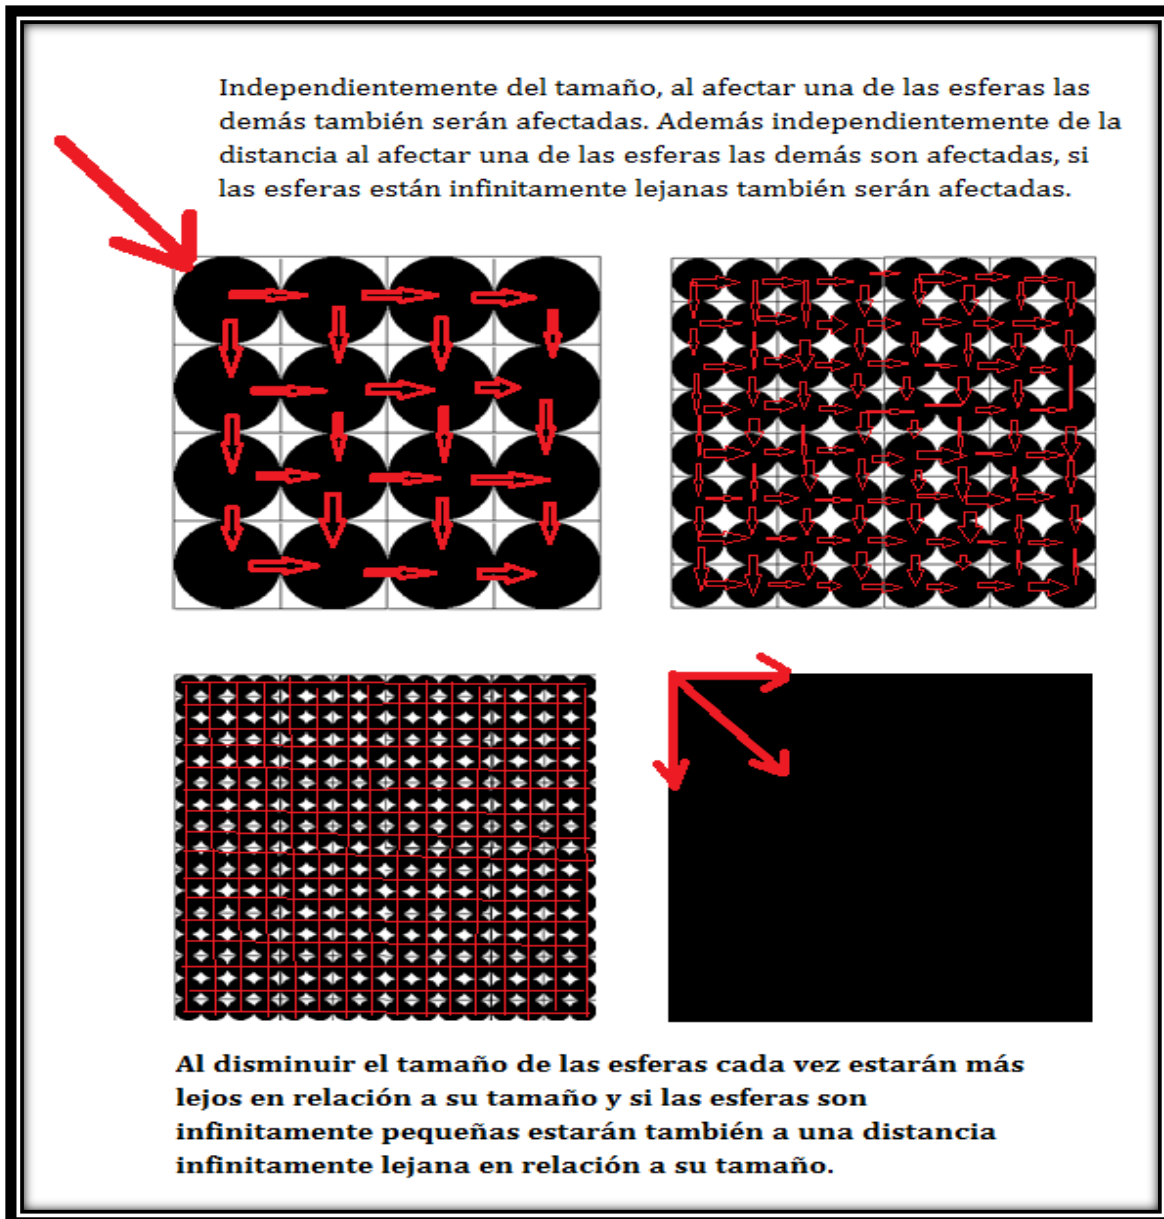 Independientemente del tamaño, al afectar una de las esferas las
demás también serán afectadas. Además independientemente de la
distancia al afectar una de las esferas las demás son afectadas, si
las esferas están infinitamente lejanas también serán afectadas.
Al disminuir el tamaño de las esferas cada vez estarán más
lejos en relación a su tamaño y si las esferas son
infinitamente pequeñas estarán también a una distancia
infinitamente lejana en relación a su tamaño.